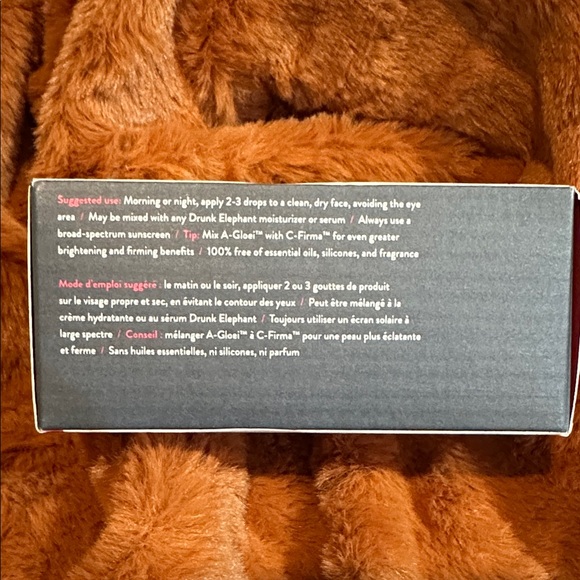 Suggested use: Morning or night, apply 2-3 drops to a clean, dry face, avoiding the eye
area / May be mixed with any Drunk Elephant moisturizer or serum / Always use a
broad-spectrum sunscreen / Tip: Mix A-Gloei™ with C-Firma™ for even greater
brightening and firming benefits / 100% free of essential oils, silicones, and fragrance
Mode d'emploi suggéré : le matin ou le soir, appliquer 2 ou 3 gouttes de produit
sur le visage propre et sec, en évitant le contour des yeux / Peut être mélangé à la
crème hydratante ou au sérum Drunk Elephant / Toujours utiliser un écran solaire à
large spectre / Conseil : mélanger A-Gloei™ à C-Firma™ pour une peau plus éclatante
et ferme / Sans huiles essentielles, ni silicones, ni parfum